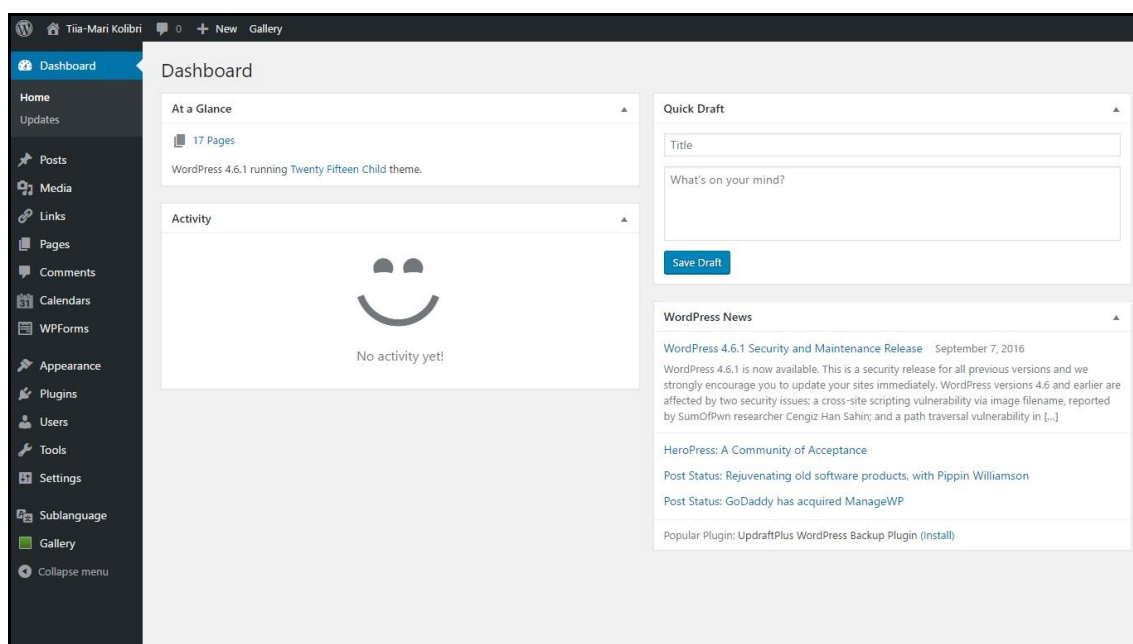 Tiia-Mari Kolibri 0 New Gallery
Dashboard
Home
Updates
Posts
Media
Links
Pages
Comments
Calendars
31
WPForms
Appearance
Plugins
Users
Tools
Settings
Sublanguage
Gallery
Collapse menu
Dashboard
At a Glance
17 Pages
WordPress 4.6.1 running Twenty Fifteen Child theme.
Activity
No activity yet!
Quick Draft
Title
What's on your mind?
Save Draft
WordPress News
WordPress 4.6.1 Security and Maintenance Release September 7, 2016
WordPress 4.6.1 is now available. This is a security release for all previous versions and we
strongly encourage you to update your sites immediately. WordPress versions 4.6 and earlier are
affected by two security issues: a cross-site scripting vulnerability via image filename, reported
by SumOfPwn researcher Cengiz Han Sahin; and a path traversal vulnerability in [...]
HeroPress: A Community of Acceptance
Post Status: Rejuvenating old software products, with Pippin Williamson
Post Status: GoDaddy has acquired ManageWP
Popular Plugin: UpdraftPlus WordPress Backup Plugin (Install)